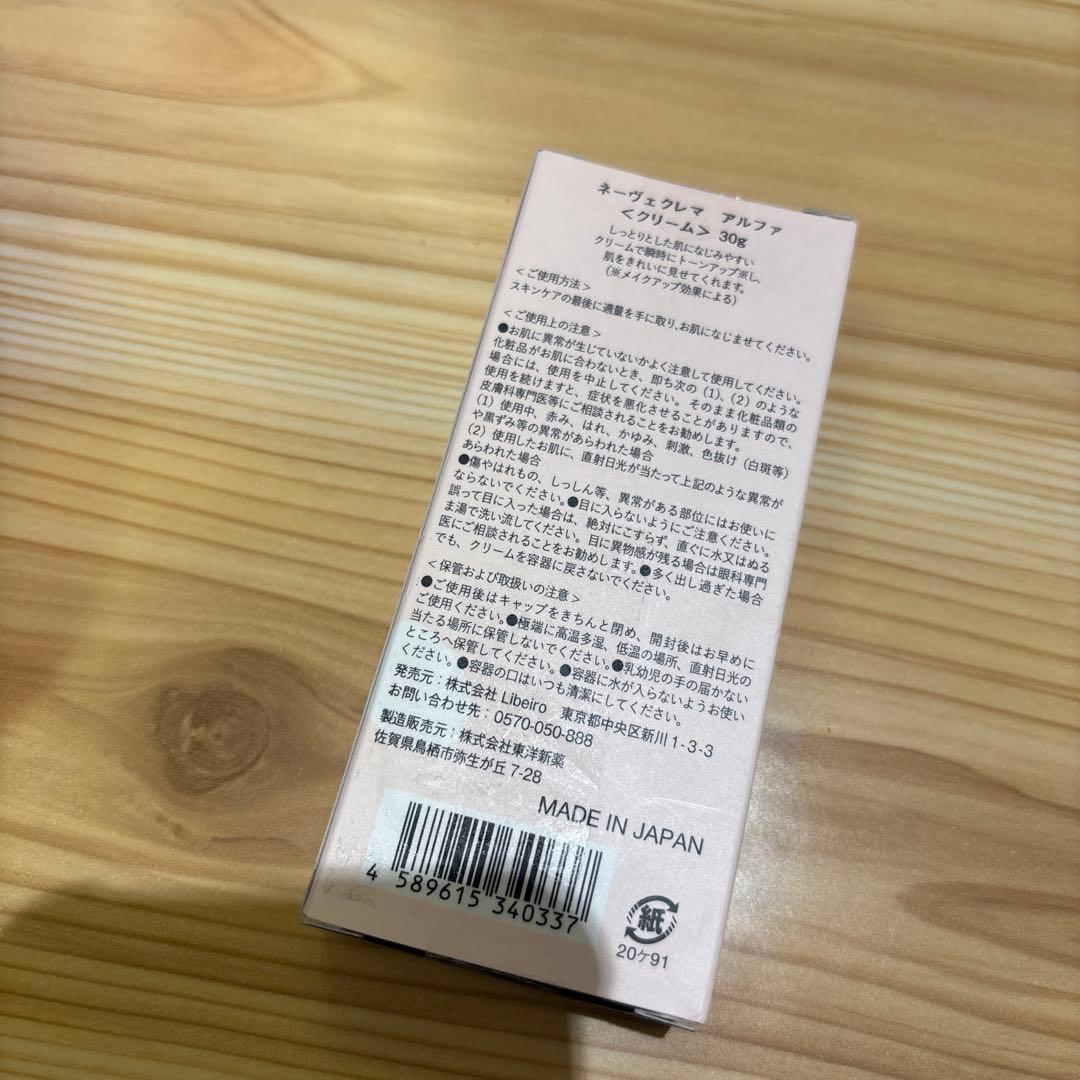 ネーヴェクレマ　アルファ
＜クリーム＞ 30g
しっとりとした肌になじみやすい
クリームで瞬時にトーンアップ※し、
肌をきれいに見せてくれます。
（※メイクアップ効果による）
＜ご使用方法＞
スキンケアの最後に適量を手に取り、お肌になじませてください。
＜ご使用上の注意＞
●お肌に異常が生じていないかよく注意して使用してください。
化粧品がお肌に合わないとき、即ち次の（1）、（2）のような
場合には、使用を中止してください。そのまま化粧品類の
使用を続けますと、症状を悪化させることがありますので、
皮膚科専門医等にご相談されることをお勧めします。
（1）使用中、赤み、はれ、かゆみ、刺激、色抜け（白斑等）
や黒ずみ等の異常があらわれた場合
（2）使用したお肌に、直射日光が当たって上記のような異常が
あらわれた場合
●傷やはれもの、しっしん等、異常がある部位にはお使いに
ならないでください。●目に入らないようにご注意ください。
誤って目に入った場合は、絶対にこすらず、直ぐに水又はぬる
ま湯で洗い流してください。目に異物感が残る場合は眼科専門
医にご相談されることをお勧めします。●多く出し過ぎた場合
でも、クリームを容器に戻さないでください。
＜保管および取扱いの注意＞
●ご使用後はキャップをきちんと閉め、開封後はお早めに
ご使用ください。●極端に高温多湿、低温の場所、直射日光の
当たる場所に保管しないでください。●乳幼児の手の届かない
ところへ保管してください。●容器に水が入らないようお使い
ください。●容器の口はいつも清潔にしてください。
発売元：株式会社 Libeiro　東京都中央区新川 1-3-3
お問い合わせ先：0570-050-888
製造販売元：株式会社東洋新薬
佐賀県鳥栖市弥生が丘 7-28
MADE IN JAPAN
4 589615 340337
紙
20ケ91